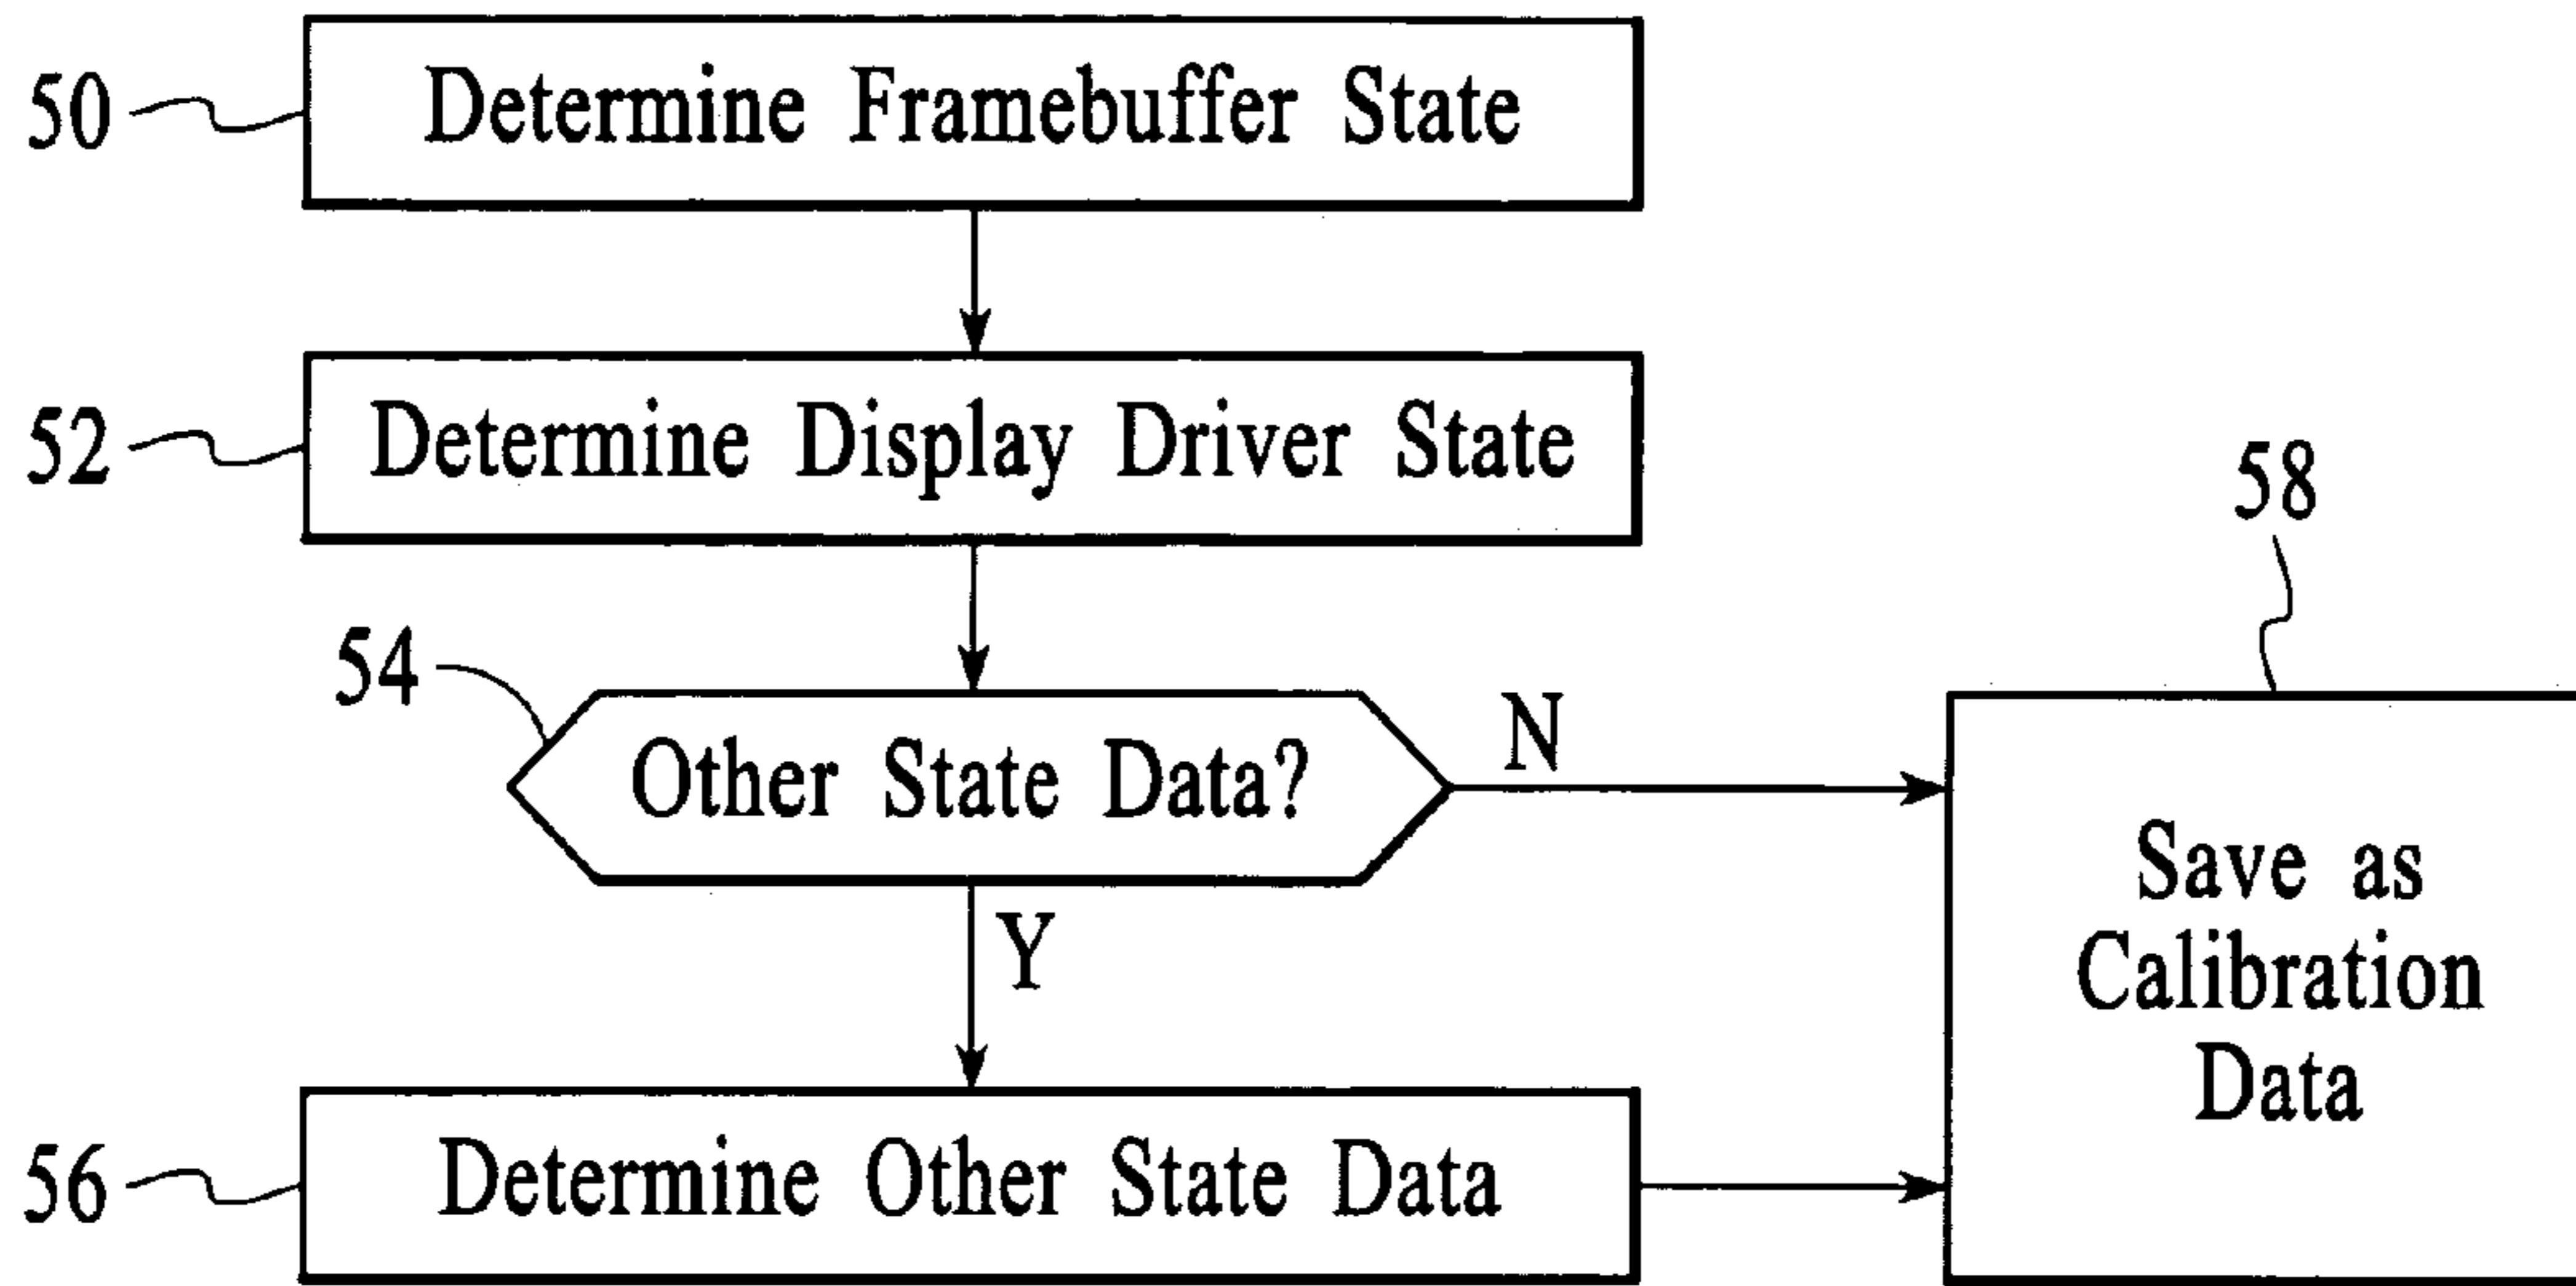 50
Determine Framebuffer State
52
Determine Display Driver State
58
54
Other State Data?
N
Y
Save as
Calibration
Data
56
Determine Other State Data